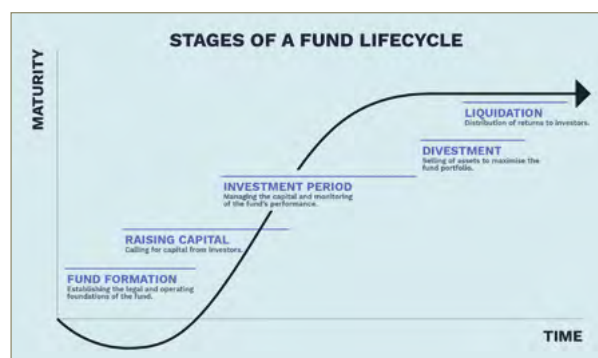 STAGES OF A FUND LIFECYCLE
MATURITY
LIQUIDATION
Distribution of returns to investors.
DIVESTMENT
Selling of assets to maximise the
fund portfolio.
INVESTMENT PERIOD
Managing the capital and monitoring
of the fund's performance.
RAISING CAPITAL
Calling for capital from investors.
FUND FORMATION
Establishing the legal and operating
foundations of the fund.
TIME